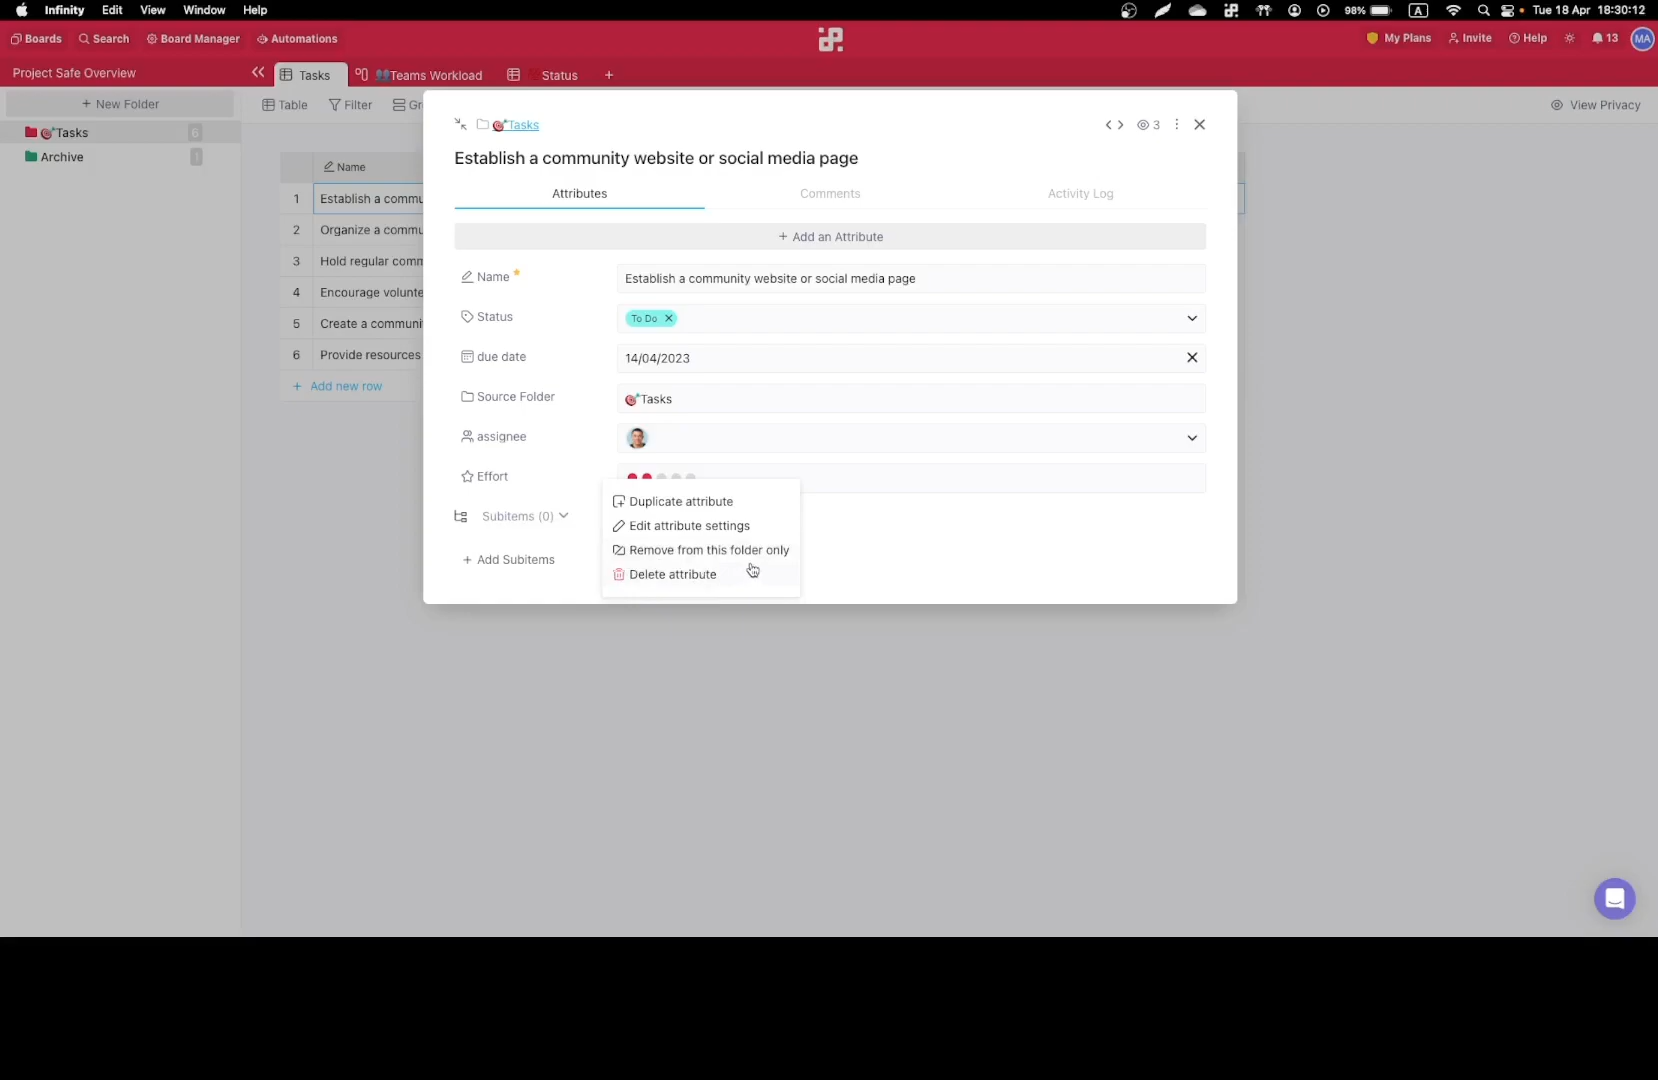 Infinity Edit View Window Help 98% A Tue 18 Apr 18:30:12
Boards Search Board Manager Automations My Plans Invite Help 13 MA
Project Safe Overview Tasks Teams Workload Status +
+ New Folder Table Filter Gr View Privacy
Tasks 6
Archive 1
Name
1 Establish a commu
2 Organize a commu
3 Hold regular comm
4 Encourage volunte
5 Create a communi
6 Provide resources
+ Add new row
Tasks 3
Establish a community website or social media page
Attributes Comments Activity Log
+ Add an Attribute
Name Establish a community website or social media page
Status To Do
due date 14/04/2023
Source Folder Tasks
assignee
Effort
Subitems (0)
+ Add Subitems
Duplicate attribute
Edit attribute settings
Remove from this folder only
Delete attribute